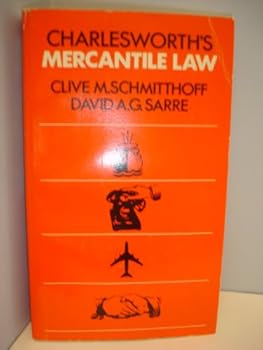 CHARLESWORTH'S
MERCANTILE LAW
CLIVE M. SCHMITTHOFF
DAVID A.G. SARRE